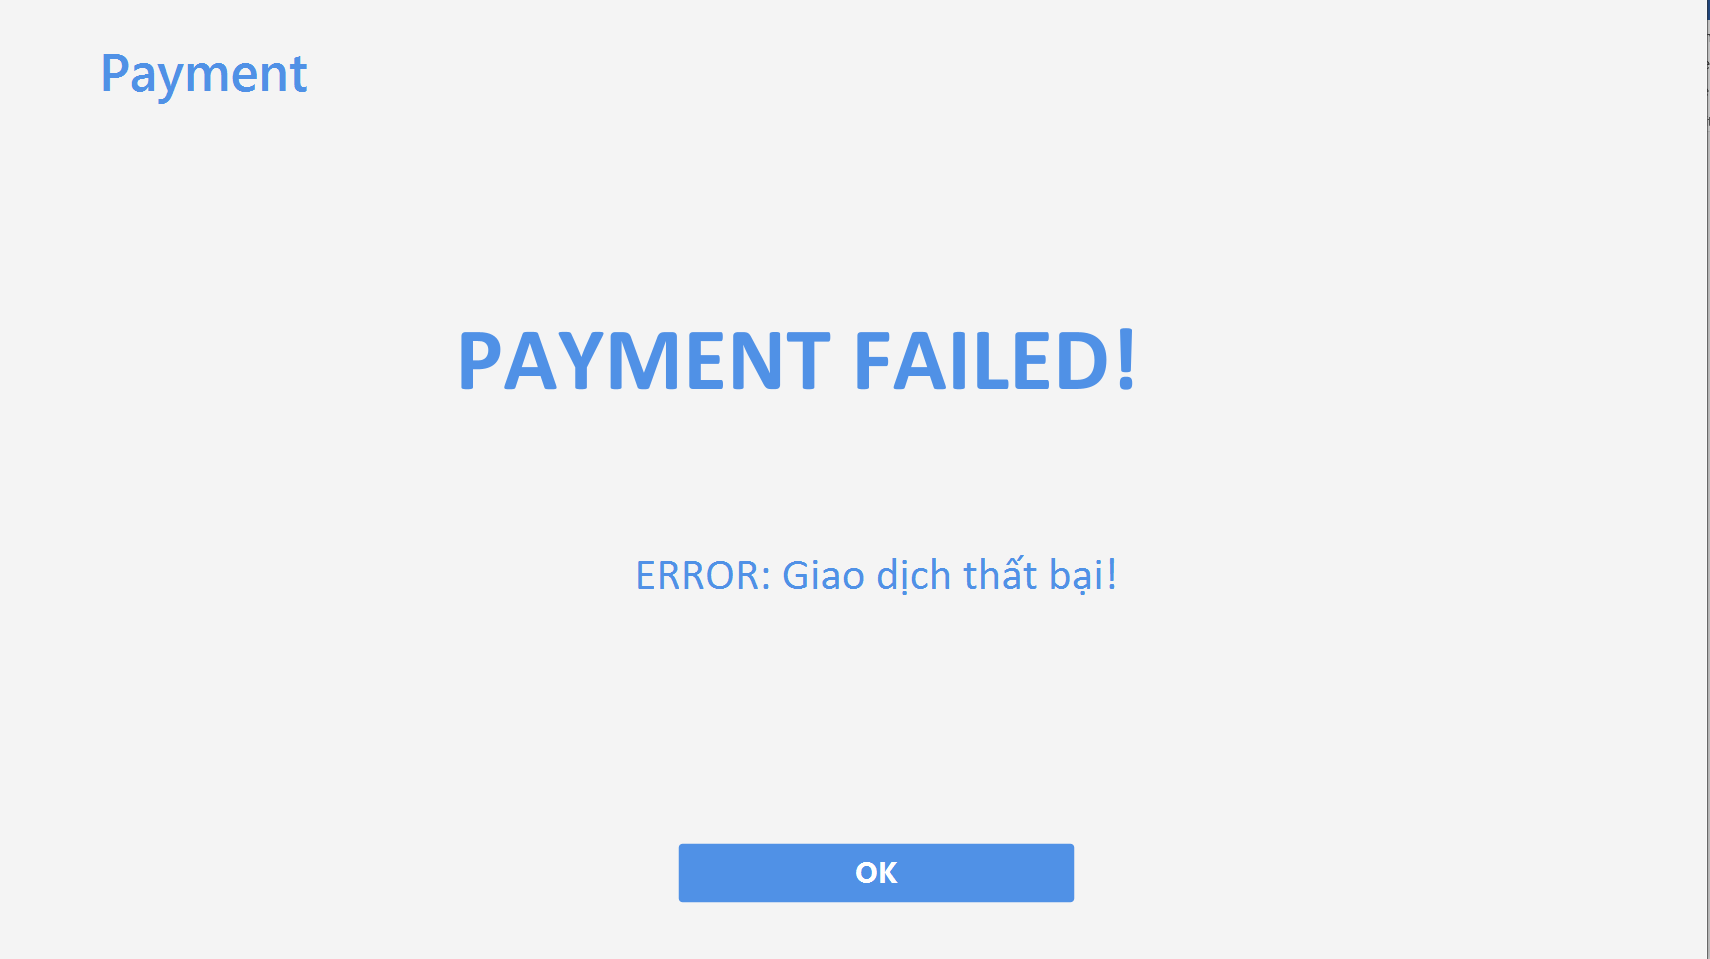 Payment
PAYMENT FAILED!
ERROR: Giao dịch thất bại!
OK